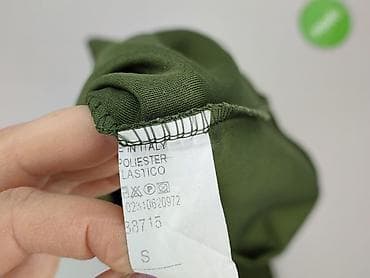 E IN ITALY
POLIESTER
LASTICO
38715
S